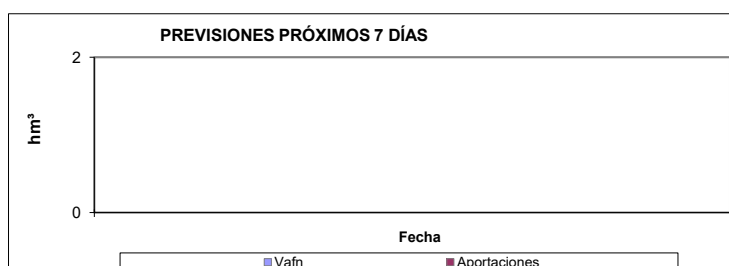 PREVISIONES PRÓXIMOS 7 DÍAS
2
hm³
0
Fecha
Vafn Aportaciones